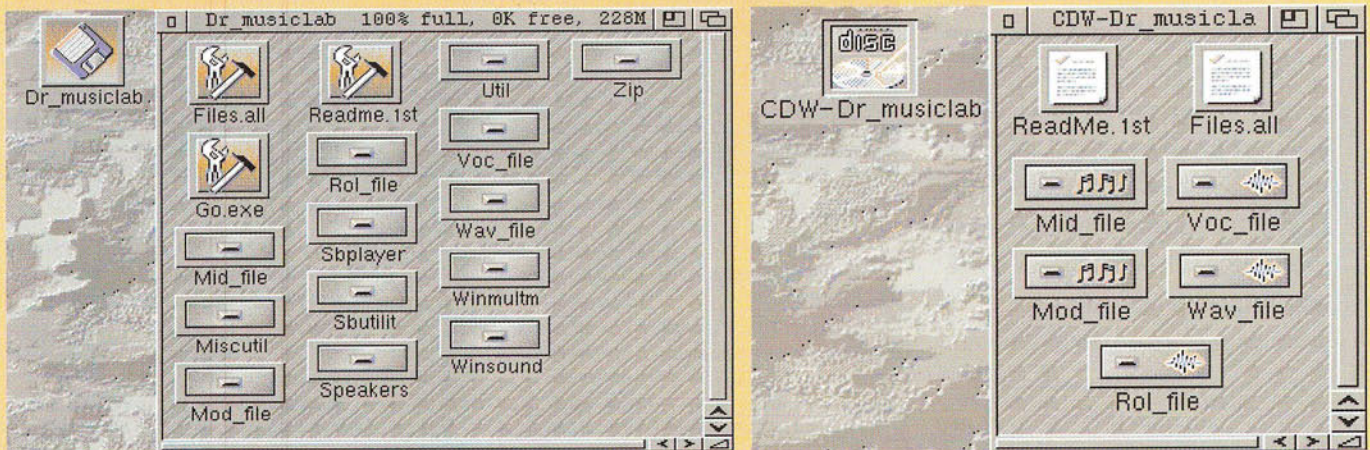 Dr_musiclab 100% full, 0K free, 228M
Dr_musiclab
Files.all
Readme.1st
Util
Zip
Go.exe
Rol_file
Voc_file
Mid_file
Sbplayer
Wav_file
Miscutil
Sbutilit
Winmultm
Mod_file
Speakers
Winsound
CDW-Dr_musicla
disc
CDW-Dr_musiclab
ReadMe.1st
Files.all
Mid_file
Voc_file
Mod_file
Wav_file
Rol_file